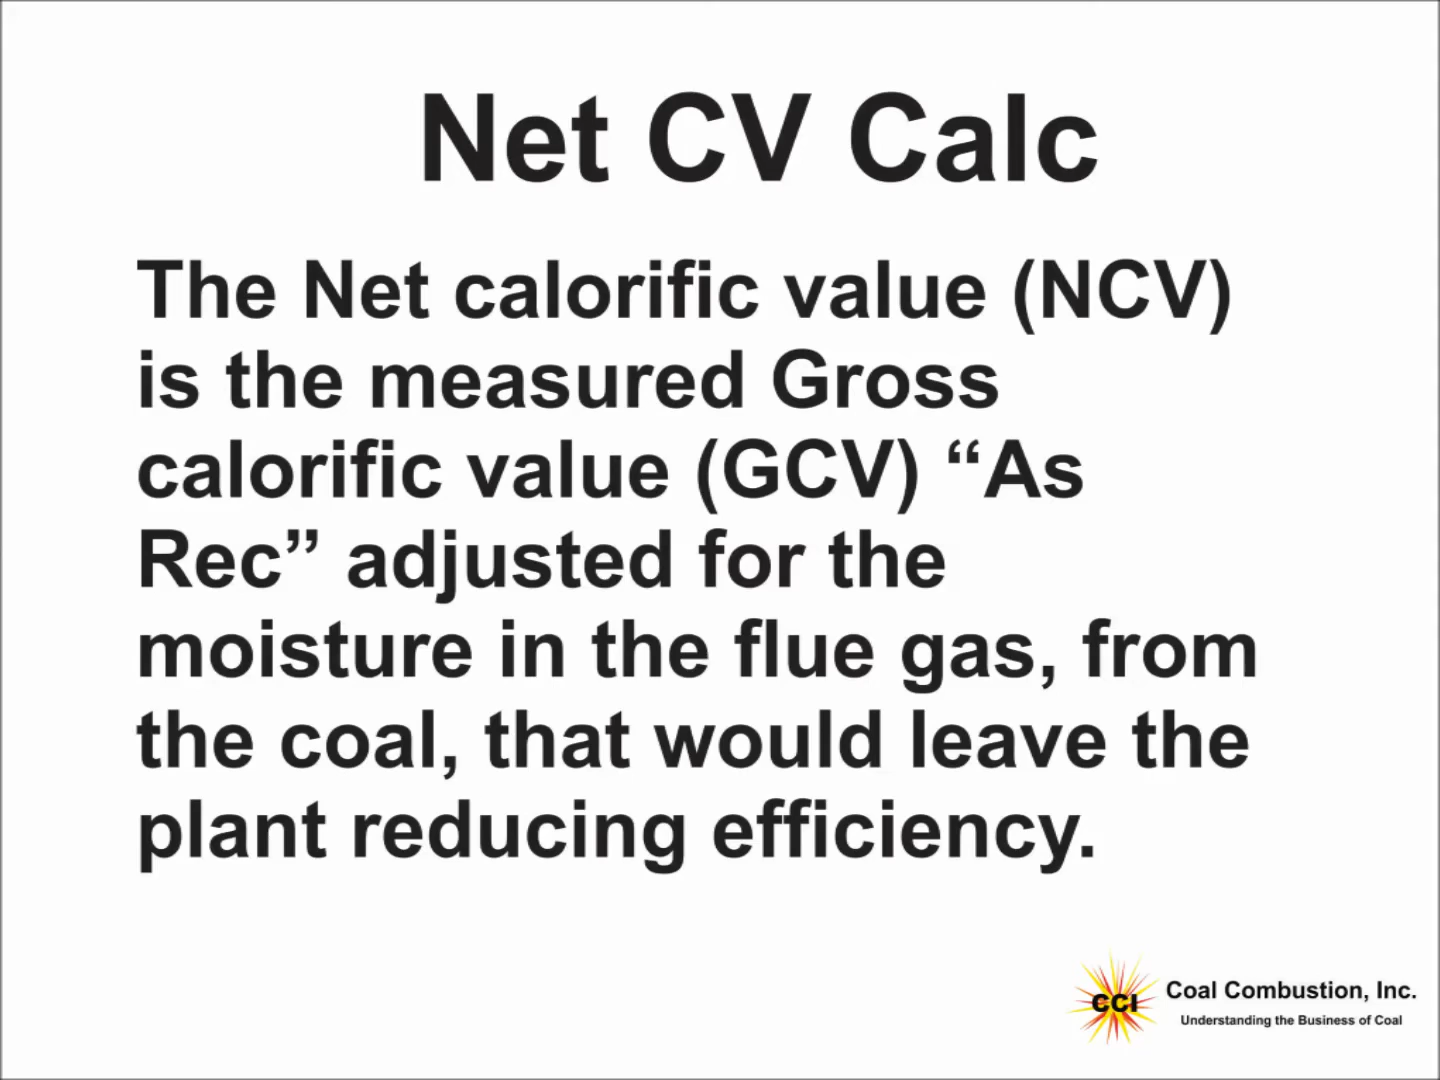 Net CV Calc
The Net calorific value (NCV)
is the measured Gross
calorific value (GCV) “As
Rec” adjusted for the
moisture in the flue gas, from
the coal, that would leave the
plant reducing efficiency.
CCI
Coal Combustion, Inc.
Understanding the Business of Coal